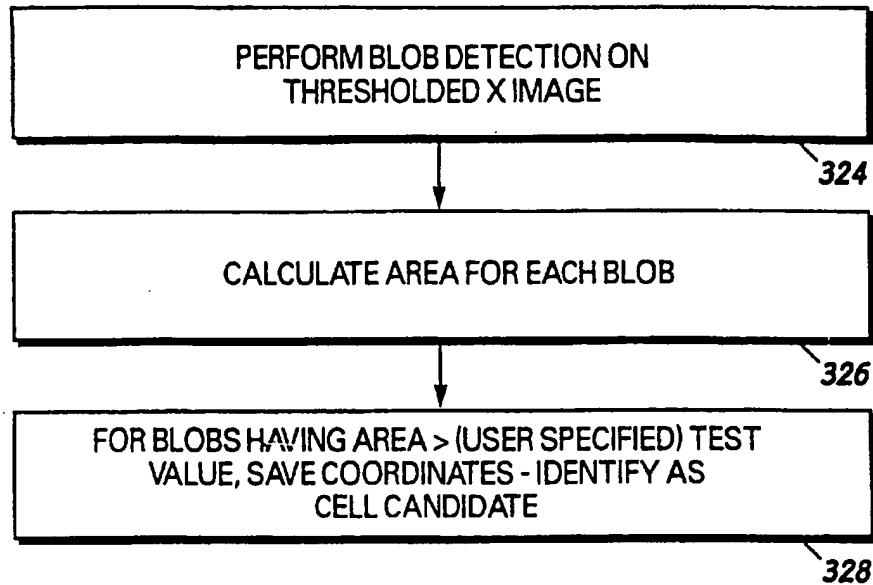 PERFORM BLOB DETECTION ON
THRESHOLDED X IMAGE
324
CALCULATE AREA FOR EACH BLOB
326
FOR BLOBS HAVING AREA > (USER SPECIFIED) TEST
VALUE, SAVE COORDINATES - IDENTIFY AS
CELL CANDIDATE
328